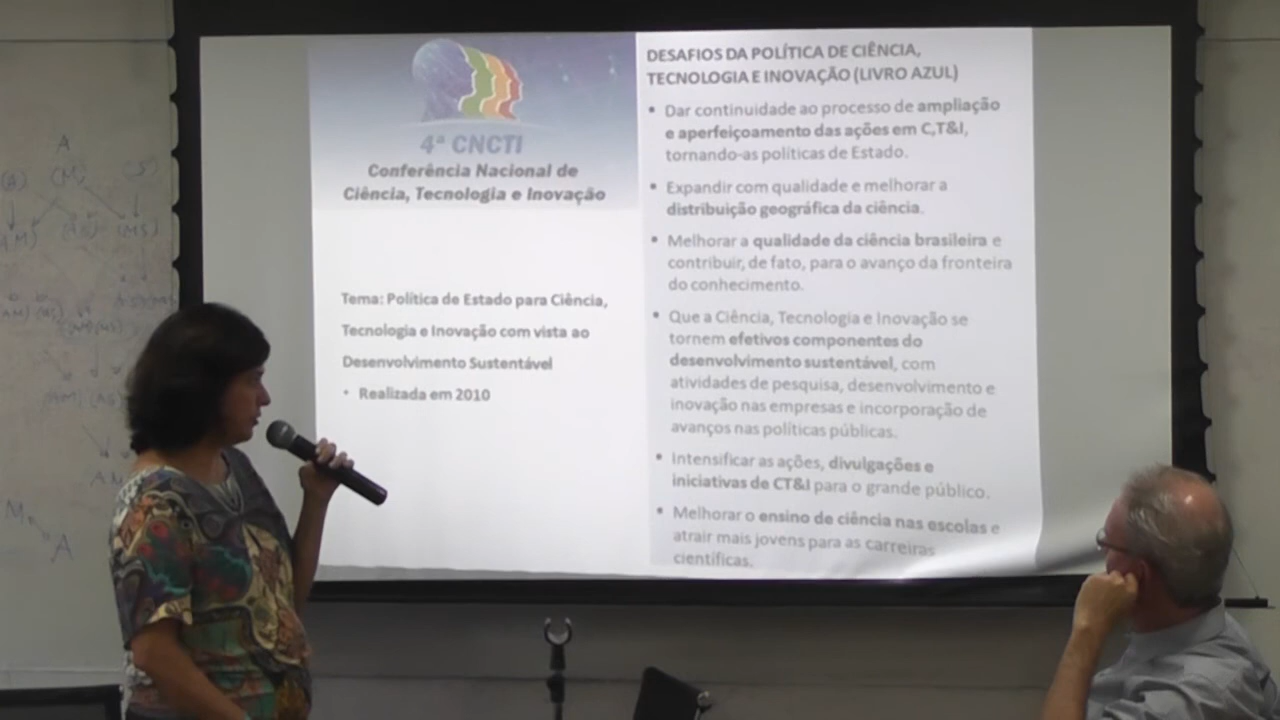 4ª CNCTI
Conferência Nacional de
Ciência, Tecnologia e Inovação
Tema: Política de Estado para Ciência,
Tecnologia e Inovação com vista ao
Desenvolvimento Sustentável
• Realizada em 2010
DESAFIOS DA POLÍTICA DE CIÊNCIA,
TECNOLOGIA E INOVAÇÃO (LIVRO AZUL)
• Dar continuidade ao processo de ampliação
e aperfeiçoamento das ações em C,T&I,
tornando-as políticas de Estado.
• Expandir com qualidade e melhorar a
distribuição geográfica da ciência.
• Melhorar a qualidade da ciência brasileira e
contribuir, de fato, para o avanço da fronteira
do conhecimento.
• Que a Ciência, Tecnologia e Inovação se
tornem efetivos componentes do
desenvolvimento sustentável, com
atividades de pesquisa, desenvolvimento e
inovação nas empresas e incorporação de
avanços nas políticas públicas.
• Intensificar as ações, divulgações e
iniciativas de CT&I para o grande público.
• Melhorar o ensino de ciência nas escolas e
atrair mais jovens para as carreiras
científicas.
A
(M)
M
A